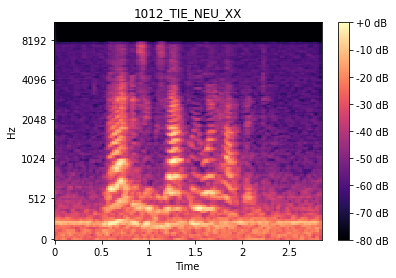 1012_TIE_NEU_XX
+0 dB
8192
-10 dB
4096
-20 dB
-30 dB
2048
Hz
-40 dB
1024
-50 dB
512
-60 dB
-70 dB
0
-80 dB
0 0.5 1 1.5 2 2.5
Time